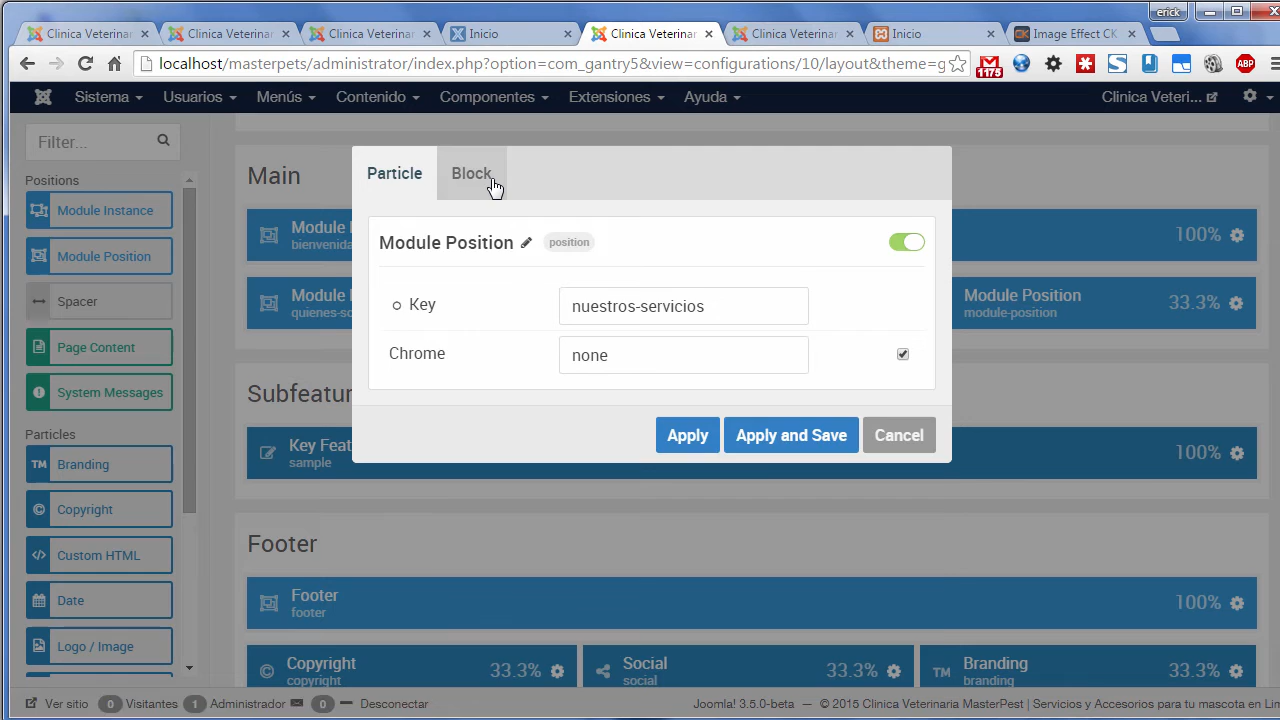 erick
Clinica Veterinar
Clinica Veterinar
Clinica Veterinar
Inicio
Clinica Veterinar
Clinica Veterinar
Inicio
Image Effect CK
localhost/masterpets/administrator/index.php?option=com_gantry5&view=configurations/10/layout&theme=g
1175
ABP
Sistema
Usuarios
Menús
Contenido
Componentes
Extensiones
Ayuda
Clinica Veteri...
Filter...
Positions
Module Instance
Module Position
Spacer
Page Content
System Messages
Particles
Branding
Copyright
Custom HTML
Date
Logo / Image
Main
bienvenida
100%
quienes-so
Module Position
module-position
33.3%
Particle
Block
Module Position
position
Key
nuestros-servicios
Chrome
none
Apply
Apply and Save
Cancel
Subfeatur
Key Feat
sample
100%
Footer
Footer
footer
100%
Copyright
copyright
33.3%
Social
social
33.3%
Branding
branding
33.3%
Ver sitio
0
Visitantes
1
Administrador
0
Desconectar
Joomla! 3.5.0-beta — © 2015 Clinica Veterinaria MasterPest | Servicios y Accesorios para tu mascota en Lin